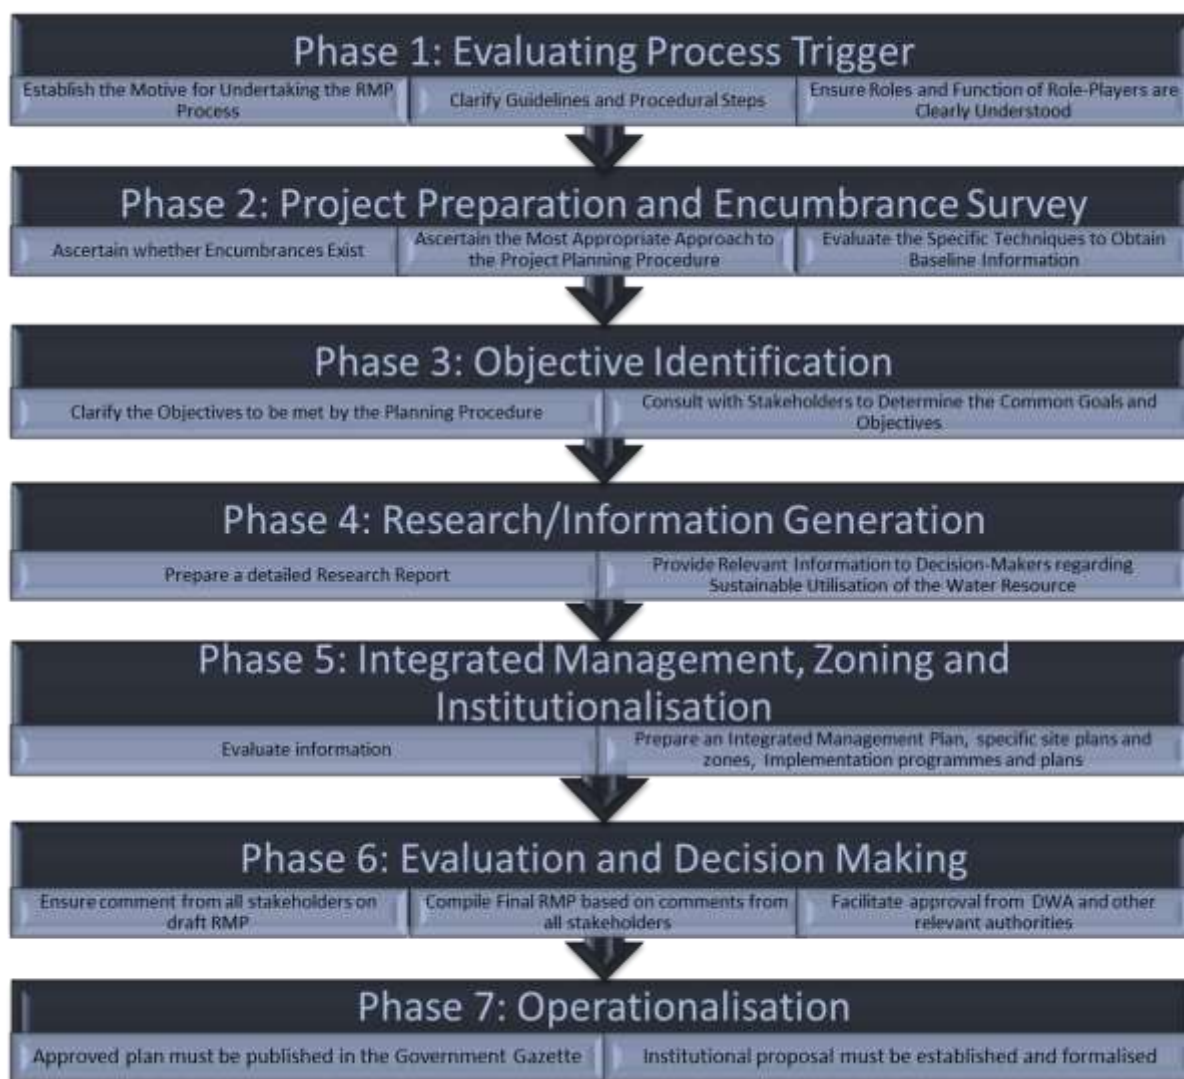 Phase 1: Evaluating Process Trigger
Establish the Motive for Undertaking the RMP
Process
Clarify Guidelines and Procedural Steps
Ensure Roles and Function of Role-Players are
Clearly Understood
Phase 2: Project Preparation and Encumbrance Survey
Ascertain whether Encumbrances Exist
Ascertain the Most Appropriate Approach to
the Project Planning Procedure
Evaluate the Specific Techniques to Obtain
Baseline Information
Phase 3: Objective Identification
Clarify the Objectives to be met by the Planning Procedure
Consult with Stakeholders to Determine the Common Goals and
Objectives
Phase 4: Research/Information Generation
Prepare a detailed Research Report
Provide Relevant Information to Decision-Makers regarding
Sustainable Utilisation of the Water Resource
Phase 5: Integrated Management, Zoning and
Institutionalisation
Evaluate information
Prepare an Integrated Management Plan, specific site plans and
zones, Implementation programmes and plans
Phase 6: Evaluation and Decision Making
Ensure comment from all stakeholders on
draft RMP
Compile Final RMP based on comments from
all stakeholders
Facilitate approval from DWA and other
relevant authorities
Phase 7: Operationalisation
Approved plan must be published in the Government Gazette
Institutional proposal must be established and formalised